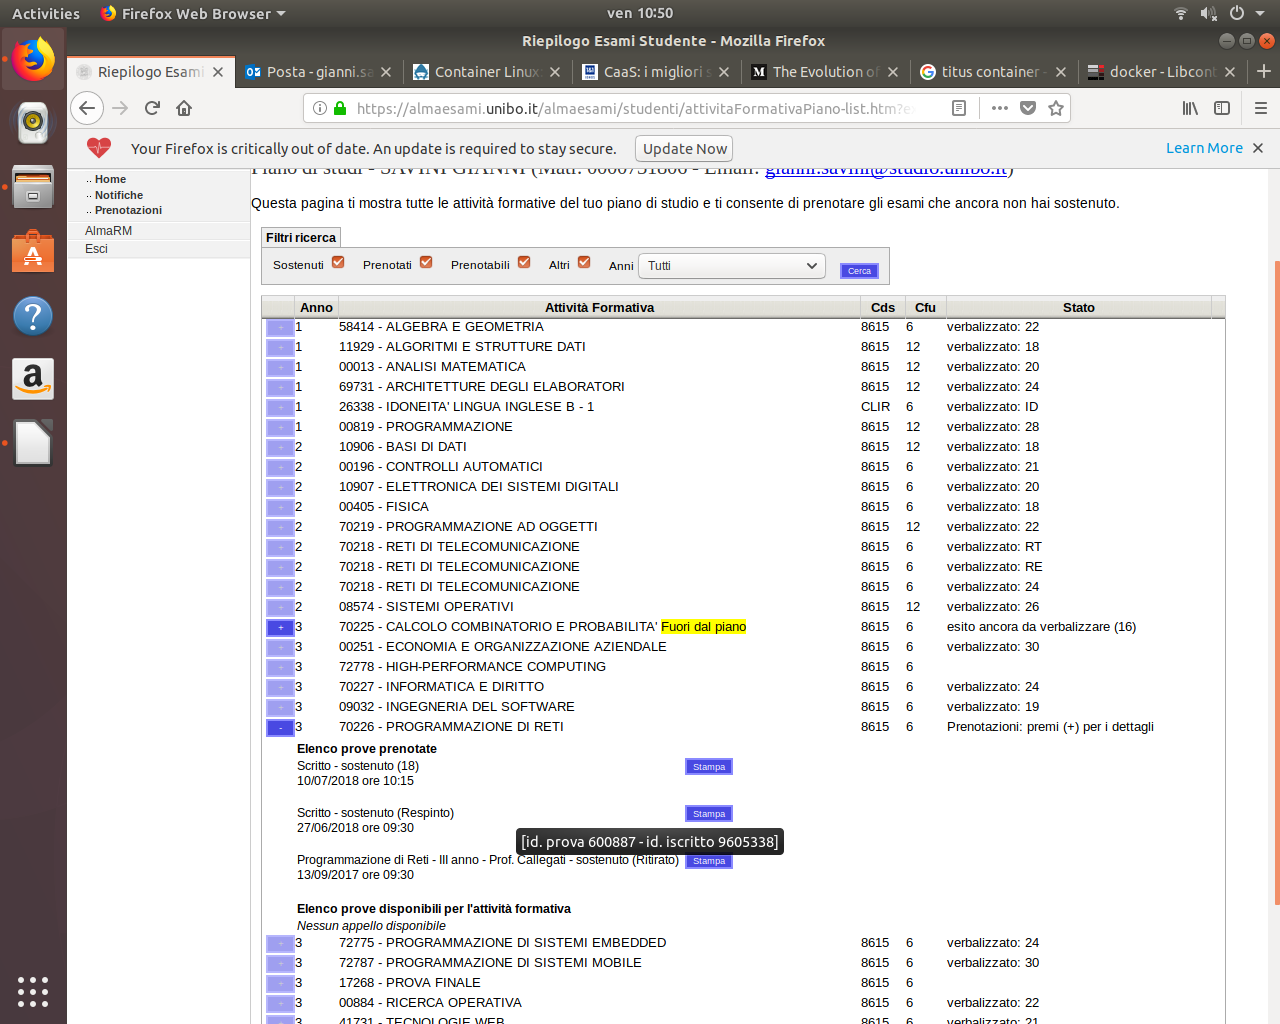 Activities Firefox Web Browser ven 10:50
Riepilogo Esami Studente - Mozilla Firefox
Riepilogo Esami Posta - gianni.sa Container Linux CaaS: i migliori s The Evolution of titus container - docker - Libcont
https://almaesami.unibo.it/almaesami/studenti/attivitaFormativaPiano-list.htm?e
Your Firefox is critically out of date. An update is required to stay secure. Update Now Learn More
.. Home
.. Notifiche
.. Prenotazioni
AlmaRM
Esci
Piano di studi - SAVINI GIANNI (Matr. 0000731866 - Email: gianni.savini@studio.unibo.it)
Questa pagina ti mostra tutte le attività formative del tuo piano di studio e ti consente di prenotare gli esami che ancora non hai sostenuto.
Filtri ricerca
Sostenuti Prenotati Prenotabili Altri Anni Tutti Cerca
Anno Attività Formativa Cds Cfu Stato
+ 1 58414 - ALGEBRA E GEOMETRIA 8615 6 verbalizzato: 22
+ 1 11929 - ALGORITMI E STRUTTURE DATI 8615 12 verbalizzato: 18
+ 1 00013 - ANALISI MATEMATICA 8615 12 verbalizzato: 20
+ 1 69731 - ARCHITETTURE DEGLI ELABORATORI 8615 12 verbalizzato: 24
+ 1 26338 - IDONEITA' LINGUA INGLESE B - 1 CLIR 6 verbalizzato: ID
+ 1 00819 - PROGRAMMAZIONE 8615 12 verbalizzato: 28
+ 2 10906 - BASI DI DATI 8615 12 verbalizzato: 18
+ 2 00196 - CONTROLLI AUTOMATICI 8615 6 verbalizzato: 21
+ 2 10907 - ELETTRONICA DEI SISTEMI DIGITALI 8615 6 verbalizzato: 20
+ 2 00405 - FISICA 8615 6 verbalizzato: 18
+ 2 70219 - PROGRAMMAZIONE AD OGGETTI 8615 12 verbalizzato: 22
+ 2 70218 - RETI DI TELECOMUNICAZIONE 8615 6 verbalizzato: RT
+ 2 70218 - RETI DI TELECOMUNICAZIONE 8615 6 verbalizzato: RE
+ 2 70218 - RETI DI TELECOMUNICAZIONE 8615 6 verbalizzato: 24
+ 2 08574 - SISTEMI OPERATIVI 8615 12 verbalizzato: 26
+ 3 70225 - CALCOLO COMBINATORIO E PROBABILITA' Fuori dal piano 8615 6 esito ancora da verbalizzare (16)
+ 3 00251 - ECONOMIA E ORGANIZZAZIONE AZIENDALE 8615 6 verbalizzato: 30
+ 3 72778 - HIGH-PERFORMANCE COMPUTING 8615 6
+ 3 70227 - INFORMATICA E DIRITTO 8615 6 verbalizzato: 24
+ 3 09032 - INGEGNERIA DEL SOFTWARE 8615 6 verbalizzato: 19
- 3 70226 - PROGRAMMAZIONE DI RETI 8615 6 Prenotazioni: premi (+) per i dettagli
Elenco prove prenotate
Scritto - sostenuto (18) Stampa
10/07/2018 ore 10:15
Scritto - sostenuto (Respinto) Stampa
27/06/2018 ore 09:30
[id. prova 600887 - id. iscritto 9605338]
Programmazione di Reti - III anno - Prof. Callegati - sostenuto (Ritirato) Stampa
13/09/2017 ore 09:30
Elenco prove disponibili per l'attività formativa
Nessun appello disponibile
+ 3 72775 - PROGRAMMAZIONE DI SISTEMI EMBEDDED 8615 6 verbalizzato: 24
+ 3 72787 - PROGRAMMAZIONE DI SISTEMI MOBILE 8615 6 verbalizzato: 30
+ 3 17268 - PROVA FINALE 8615 6
+ 3 00884 - RICERCA OPERATIVA 8615 6 verbalizzato: 22
+ 3 41731 - TECNOLOGIE WEB 8615 6 verbalizzato: 21